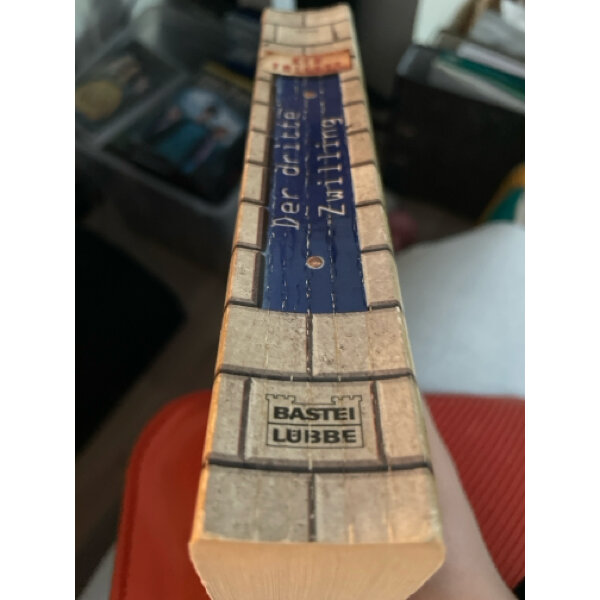 Der dritte
Zwilling
BASTEI
LÜBBE